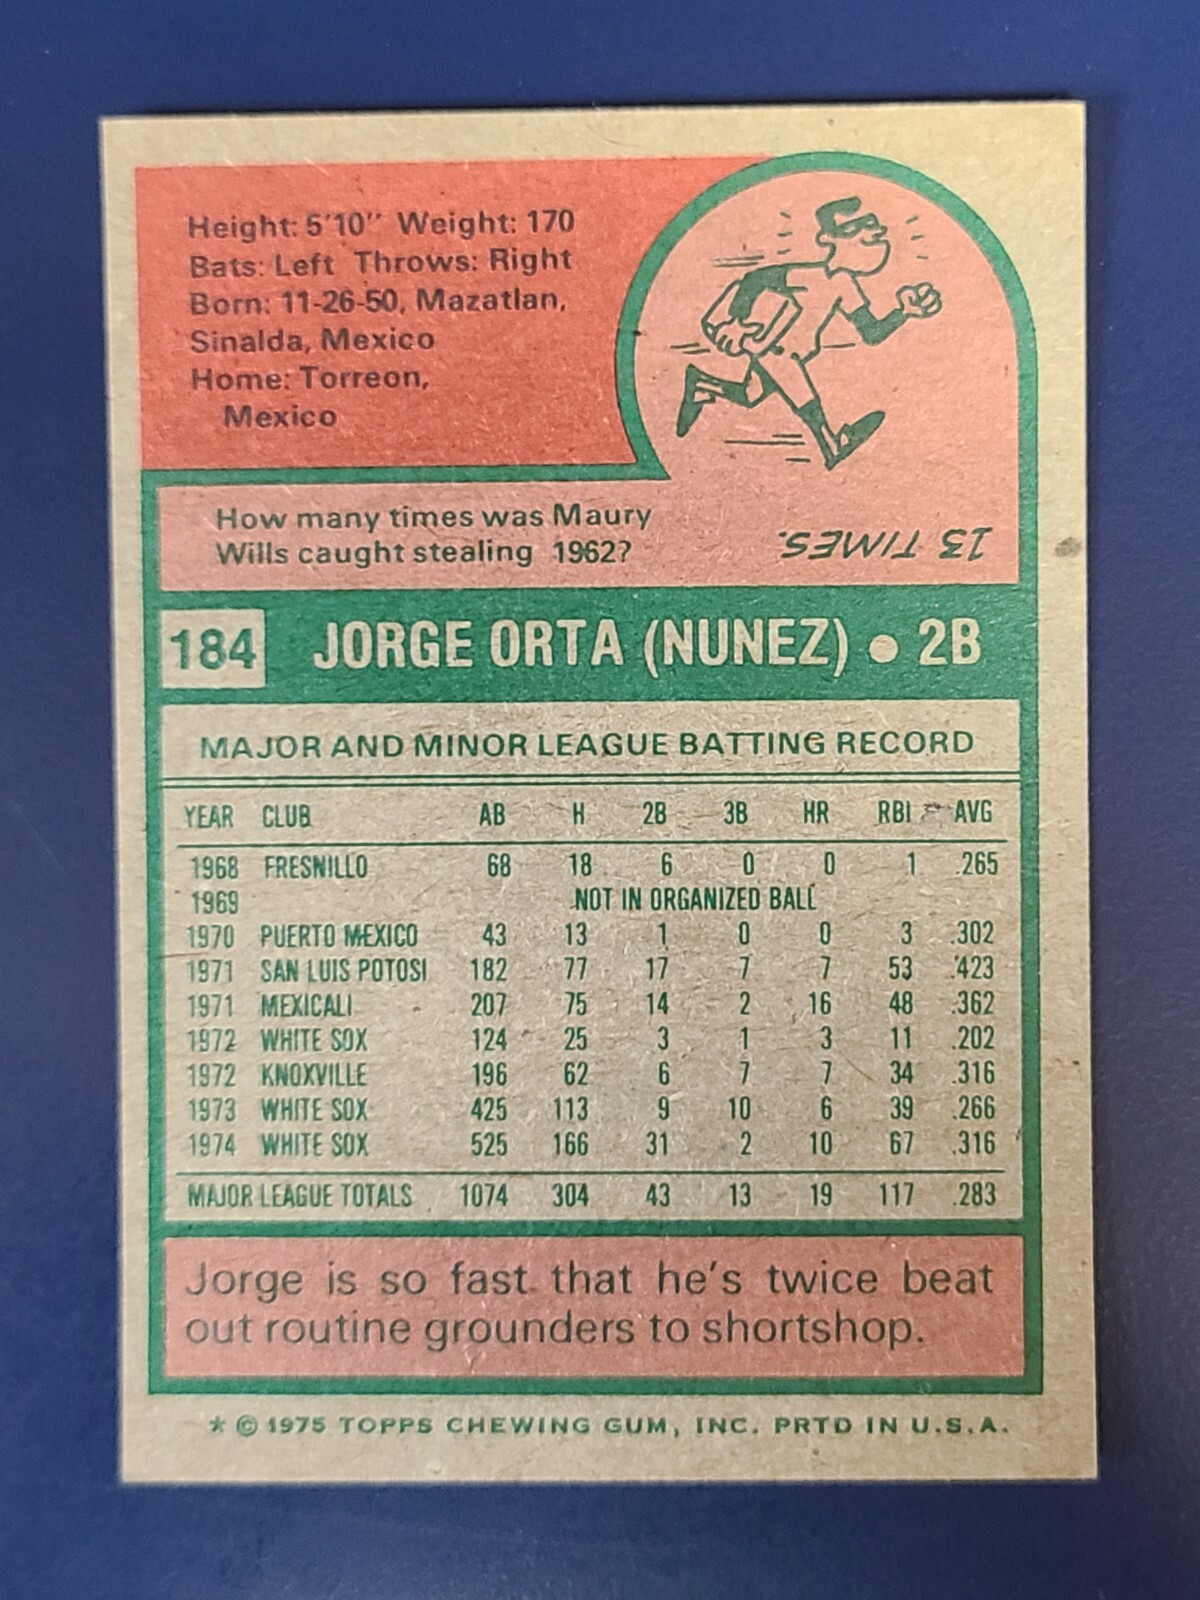 Height: 5'10" Weight: 170
Bats: Left Throws: Right
Born: 11-26-50, Mazatlan,
Sinalda, Mexico
Home: Torreon,
Mexico
How many times was Maury
Wills caught stealing 1962?
13 TIMES.
184 JORGE ORTA (NUNEZ) • 2B
MAJOR AND MINOR LEAGUE BATTING RECORD
YEAR CLUB AB H 2B 3B HR RBI AVG
1968 FRESNILLO 68 18 6 0 0 1 .265
1969 NOT IN ORGANIZED BALL
1970 PUERTO MEXICO 43 13 1 0 0 3 .302
1971 SAN LUIS POTOSI 182 77 17 7 7 53 .423
1971 MEXICALI 207 75 14 2 16 48 .362
1972 WHITE SOX 124 25 3 1 3 11 .202
1972 KNOXVILLE 196 62 6 7 7 34 .316
1973 WHITE SOX 425 113 9 10 6 39 .266
1974 WHITE SOX 525 166 31 2 10 67 .316
MAJOR LEAGUE TOTALS 1074 304 43 13 19 117 .283
Jorge is so fast that he's twice beat
out routine grounders to shortshop.
* © 1975 TOPPS CHEWING GUM, INC. PRTD IN U.S.A.